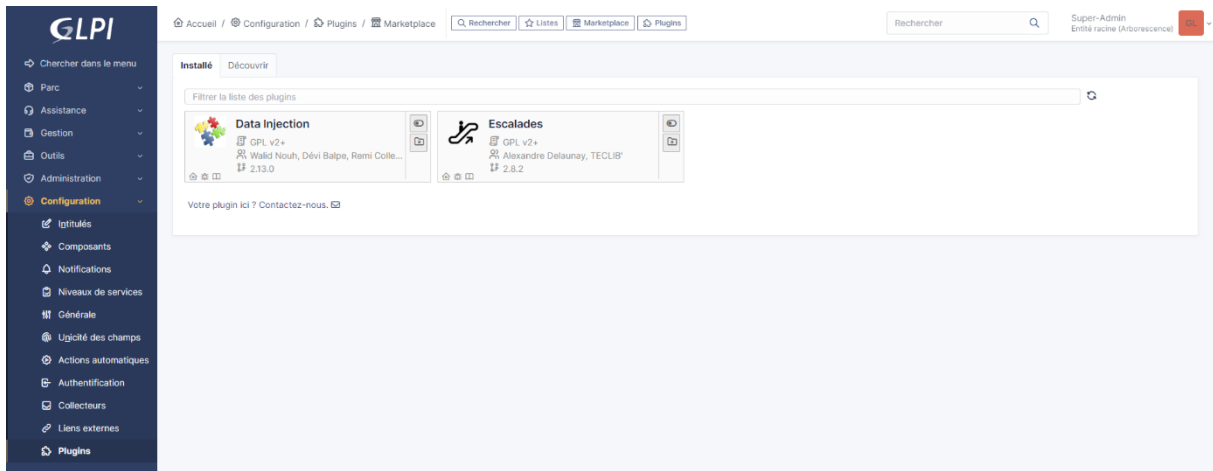 GLPI
Accueil / Configuration / Plugins / Marketplace
Rechercher Listes Marketplace Plugins
Rechercher
Super-Admin
Entité racine (Arborescence)
GL
Chercher dans le menu
Parc
Assistance
Gestion
Outils
Administration
Configuration
Intitulés
Composants
Notifications
Niveaux de services
Générale
Unicité des champs
Actions automatiques
Authentification
Collecteurs
Liens externes
Plugins
Installé Découvrir
Filtrer la liste des plugins
Data Injection
GPL v2+
Walid Nouh, Dévi Balpe, Remi Colle...
2.13.0
Escalades
GPL v2+
Alexandre Delaunay, TECLIB'
2.8.2
Votre plugin ici ? Contactez-nous.